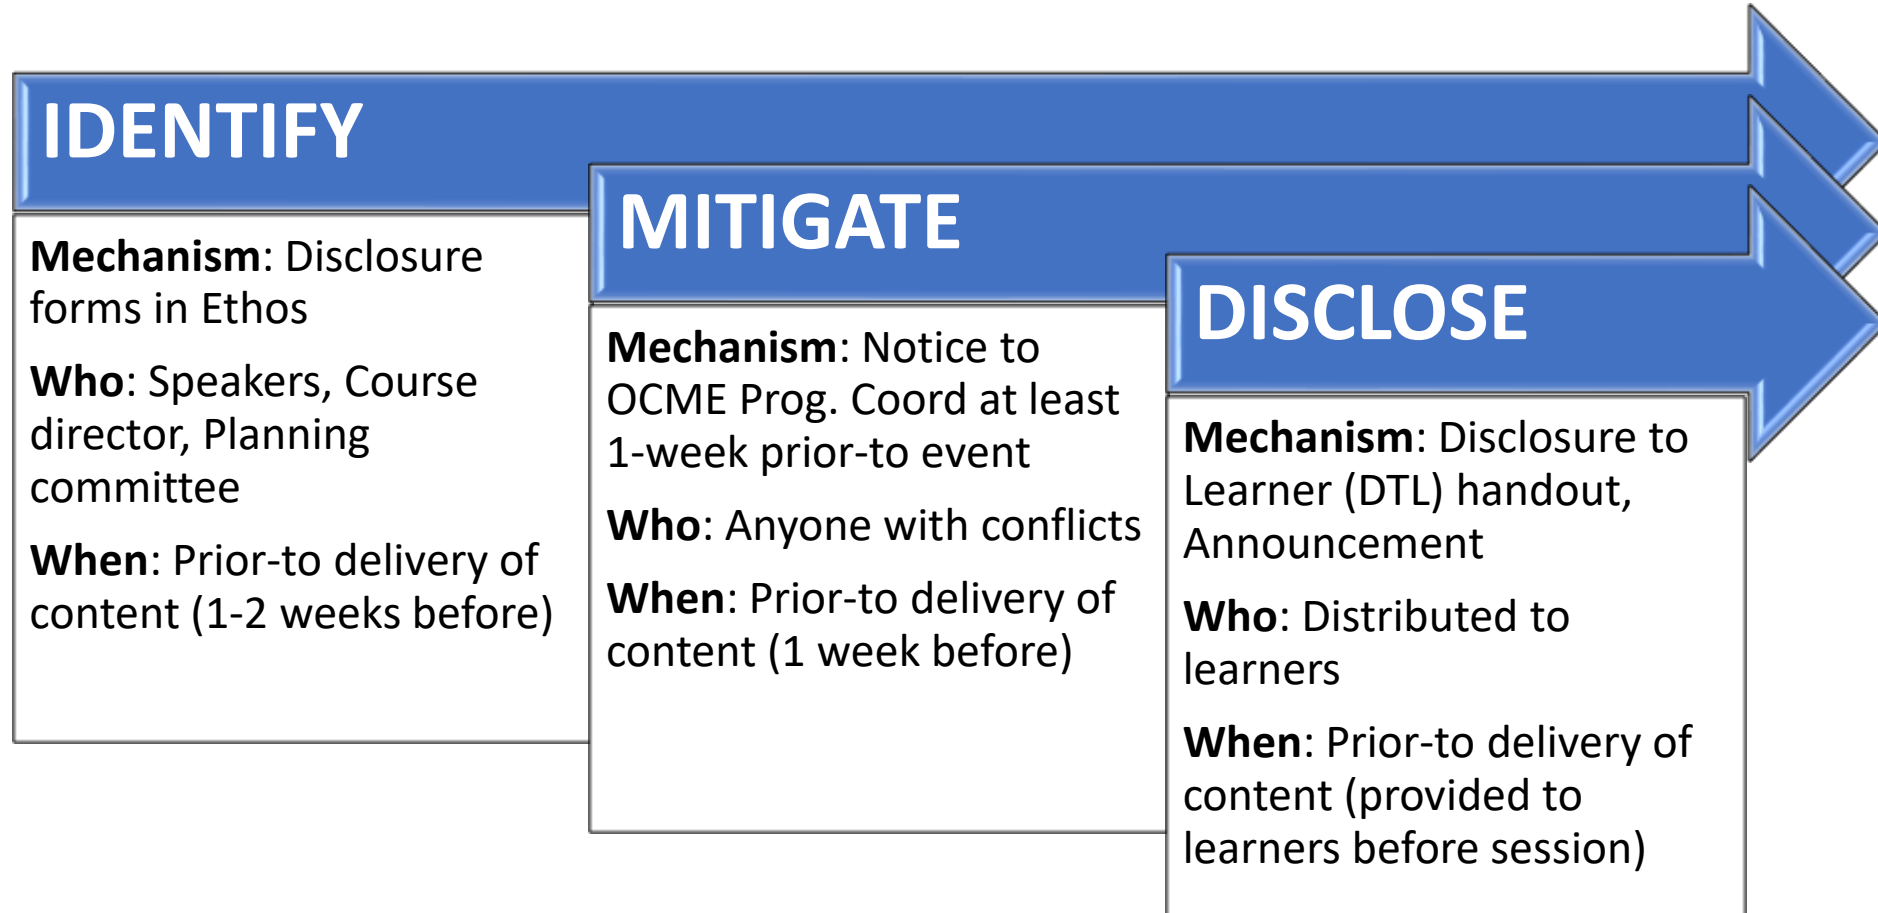 IDENTIFY
Mechanism: Disclosure
forms in Ethos
Who: Speakers, Course
director, Planning
committee
When: Prior-to delivery of
content (1-2 weeks before)
MITIGATE
Mechanism: Notice to
OCME Prog. Coord at least
1-week prior-to event
Who: Anyone with conflicts
When: Prior-to delivery of
content (1 week before)
DISCLOSE
Mechanism: Disclosure to
Learner (DTL) handout,
Announcement
Who: Distributed to
learners
When: Prior-to delivery of
content (provided to
learners before session)